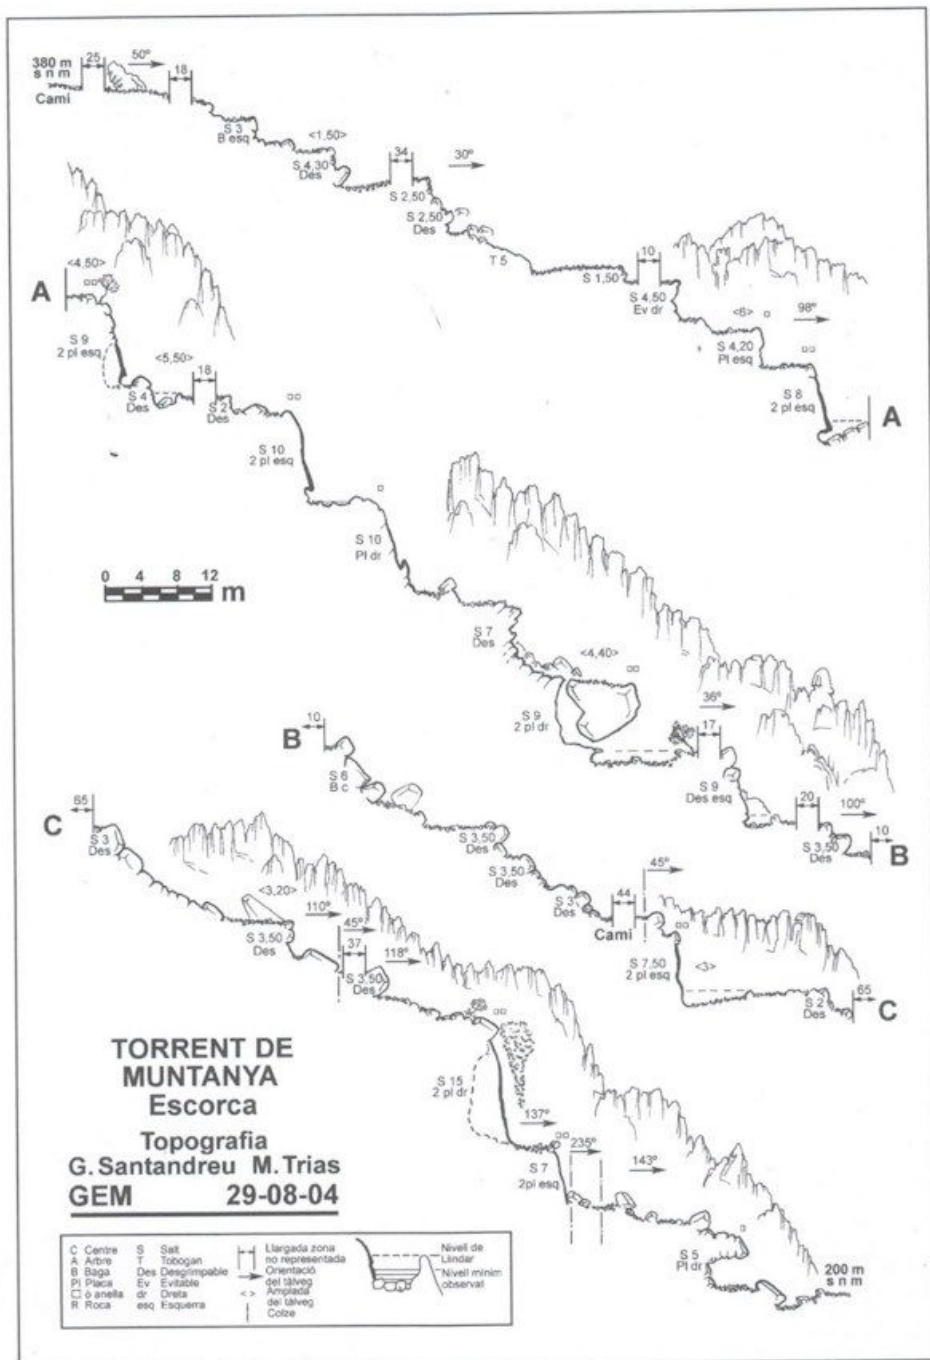 380 m
s n m
Camí
25
50º
18
S 3
B esq
<1,50>
S 4,30
Des
34
30º
S 2,50
S 2,50
Des
T 5
S 1,50
10
S 4,50
Ev dr
<6>
98º
S 4,20
Pl esq
S 8
2 pl esq
A
A
<4,50>
S 9
2 pl esq
<5,50>
S 4
Des
18
S 2
Des
S 10
2 pl esq
S 10
Pl dr
0 4 8 12
m
S 7
Des
<4,40>
S 9
2 pl dr
36º
17
S 9
Des esq
20
100º
S 3,50
Des
10
B
B
10
S 6
B c
S 3,50
Des
S 3,50
Des
S 3
Des
Camí
44
45º
S 7,50
2 pl esq
S 2
Des
65
C
C
65
S 3
Des
<3,20>
S 3,50
Des
110º
45º
37
118º
S 3,50
Des
S 15
2 pl dr
137º
S 7
2pl esq
235º
143º
S 5
Pl dr
200 m
s n m
TORRENT DE
MUNTANYA
Escorca
Topografia
G. Santandreu M. Trias
GEM 29-08-04
C Centre
A Arbre
B Baga
Pl Placa
ò anella
R Roca
S Salt
T Tobogan
Des Desgrimpable
Ev Evitable
dr Dreta
esq Esquerra
Llargada zona
no representada
Orientació
del tàlveg
<> Amplada
del tàlveg
Colze
Nivell de
Llindar
Nivell mínim
observat